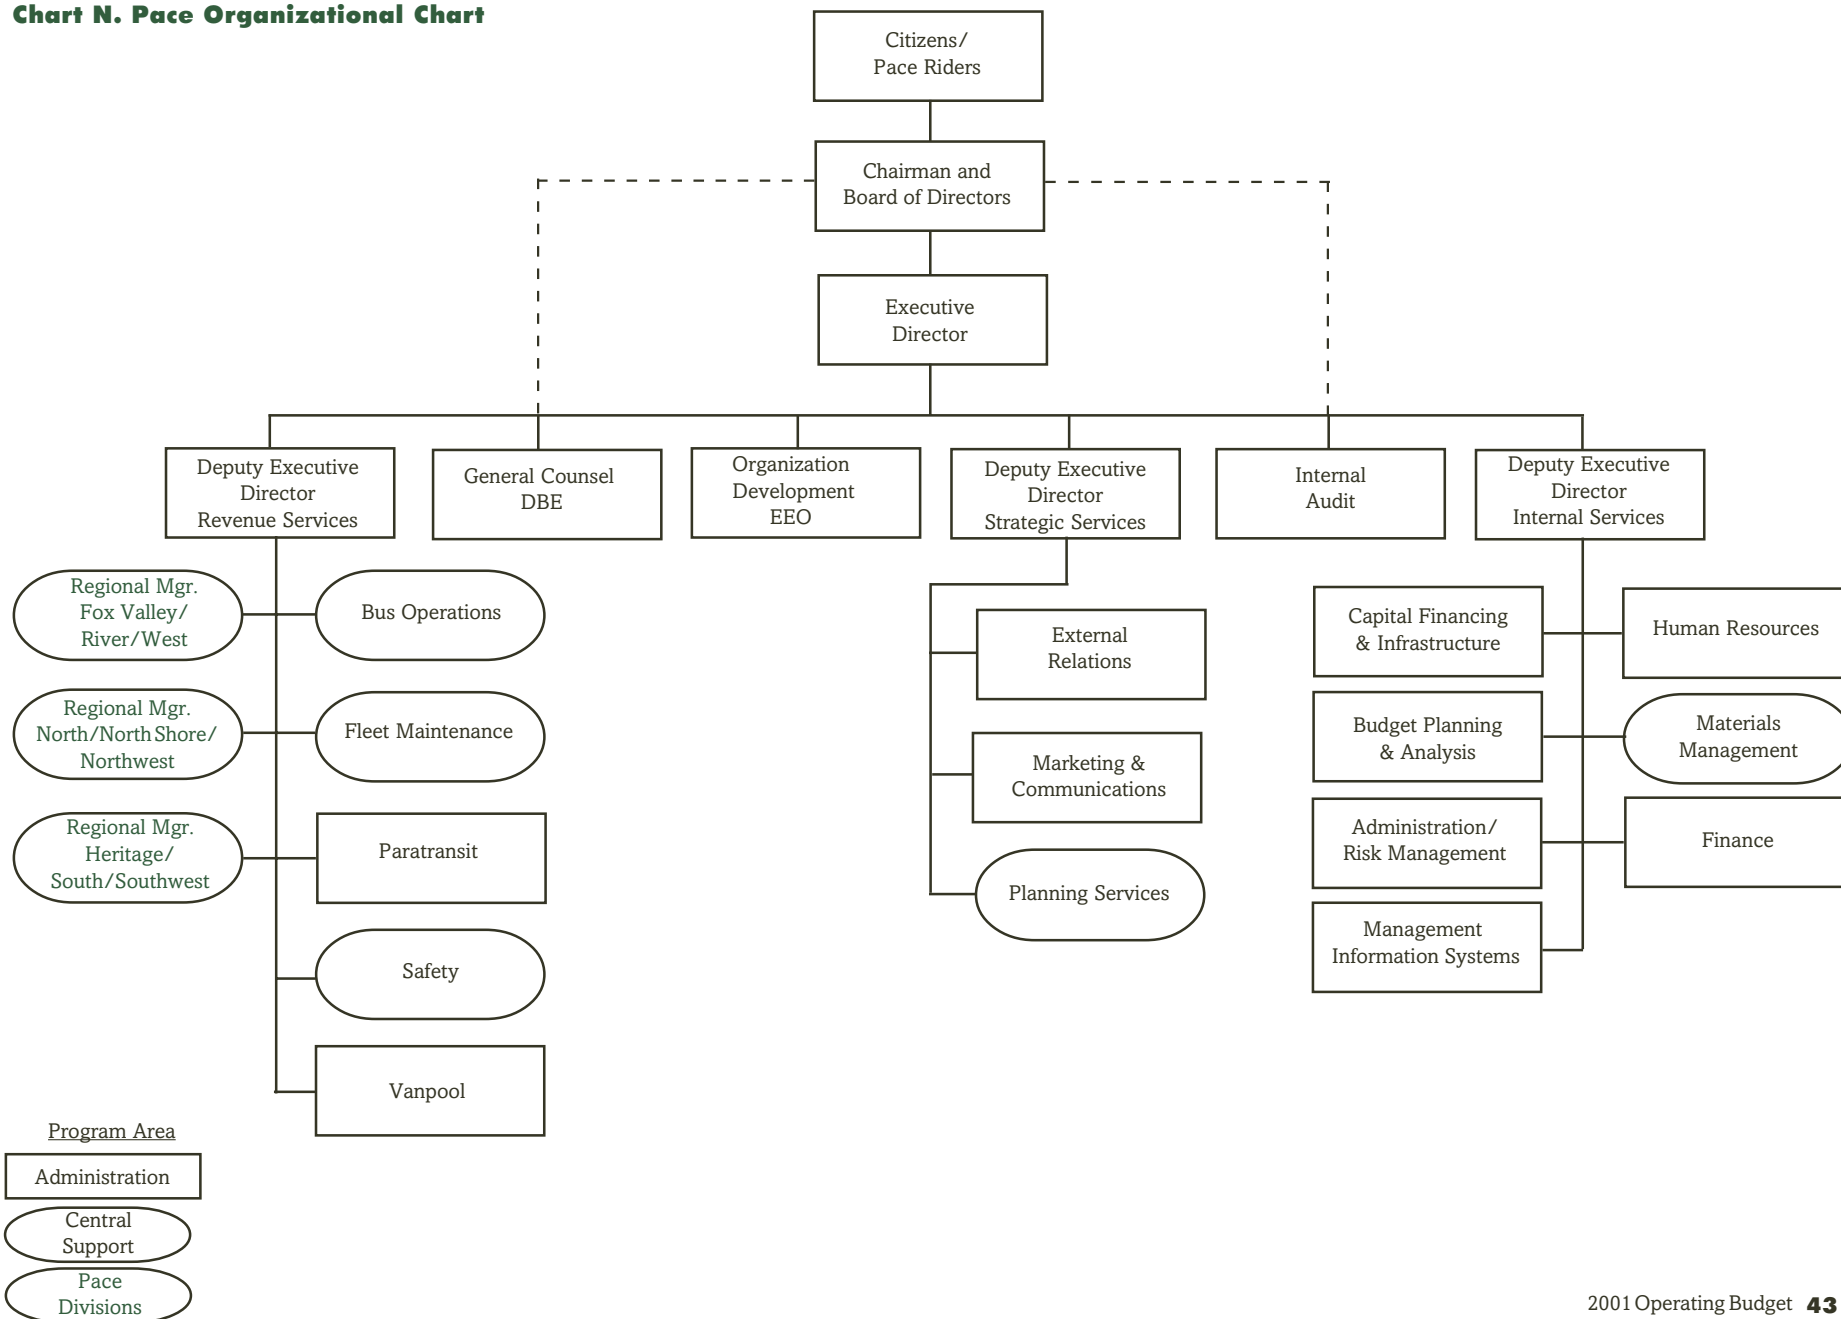 Chart N. Pace Organizational Chart
Citizens/
Pace Riders
Chairman and
Board of Directors
Executive
Director
Deputy Executive
Director
Revenue Services
General Counsel
DBE
Organization
Development
EEO
Deputy Executive
Director
Strategic Services
Internal
Audit
Deputy Executive
Director
Internal Services
Regional Mgr.
Fox Valley/
River/West
Bus Operations
Regional Mgr.
North/North Shore/
Northwest
Fleet Maintenance
Regional Mgr.
Heritage/
South/Southwest
Paratransit
Safety
Vanpool
External
Relations
Marketing &
Communications
Planning Services
Capital Financing
& Infrastructure
Human Resources
Budget Planning
& Analysis
Materials
Management
Administration/
Risk Management
Finance
Management
Information Systems
Program Area
Administration
Central
Support
Pace
Divisions
2001 Operating Budget 43